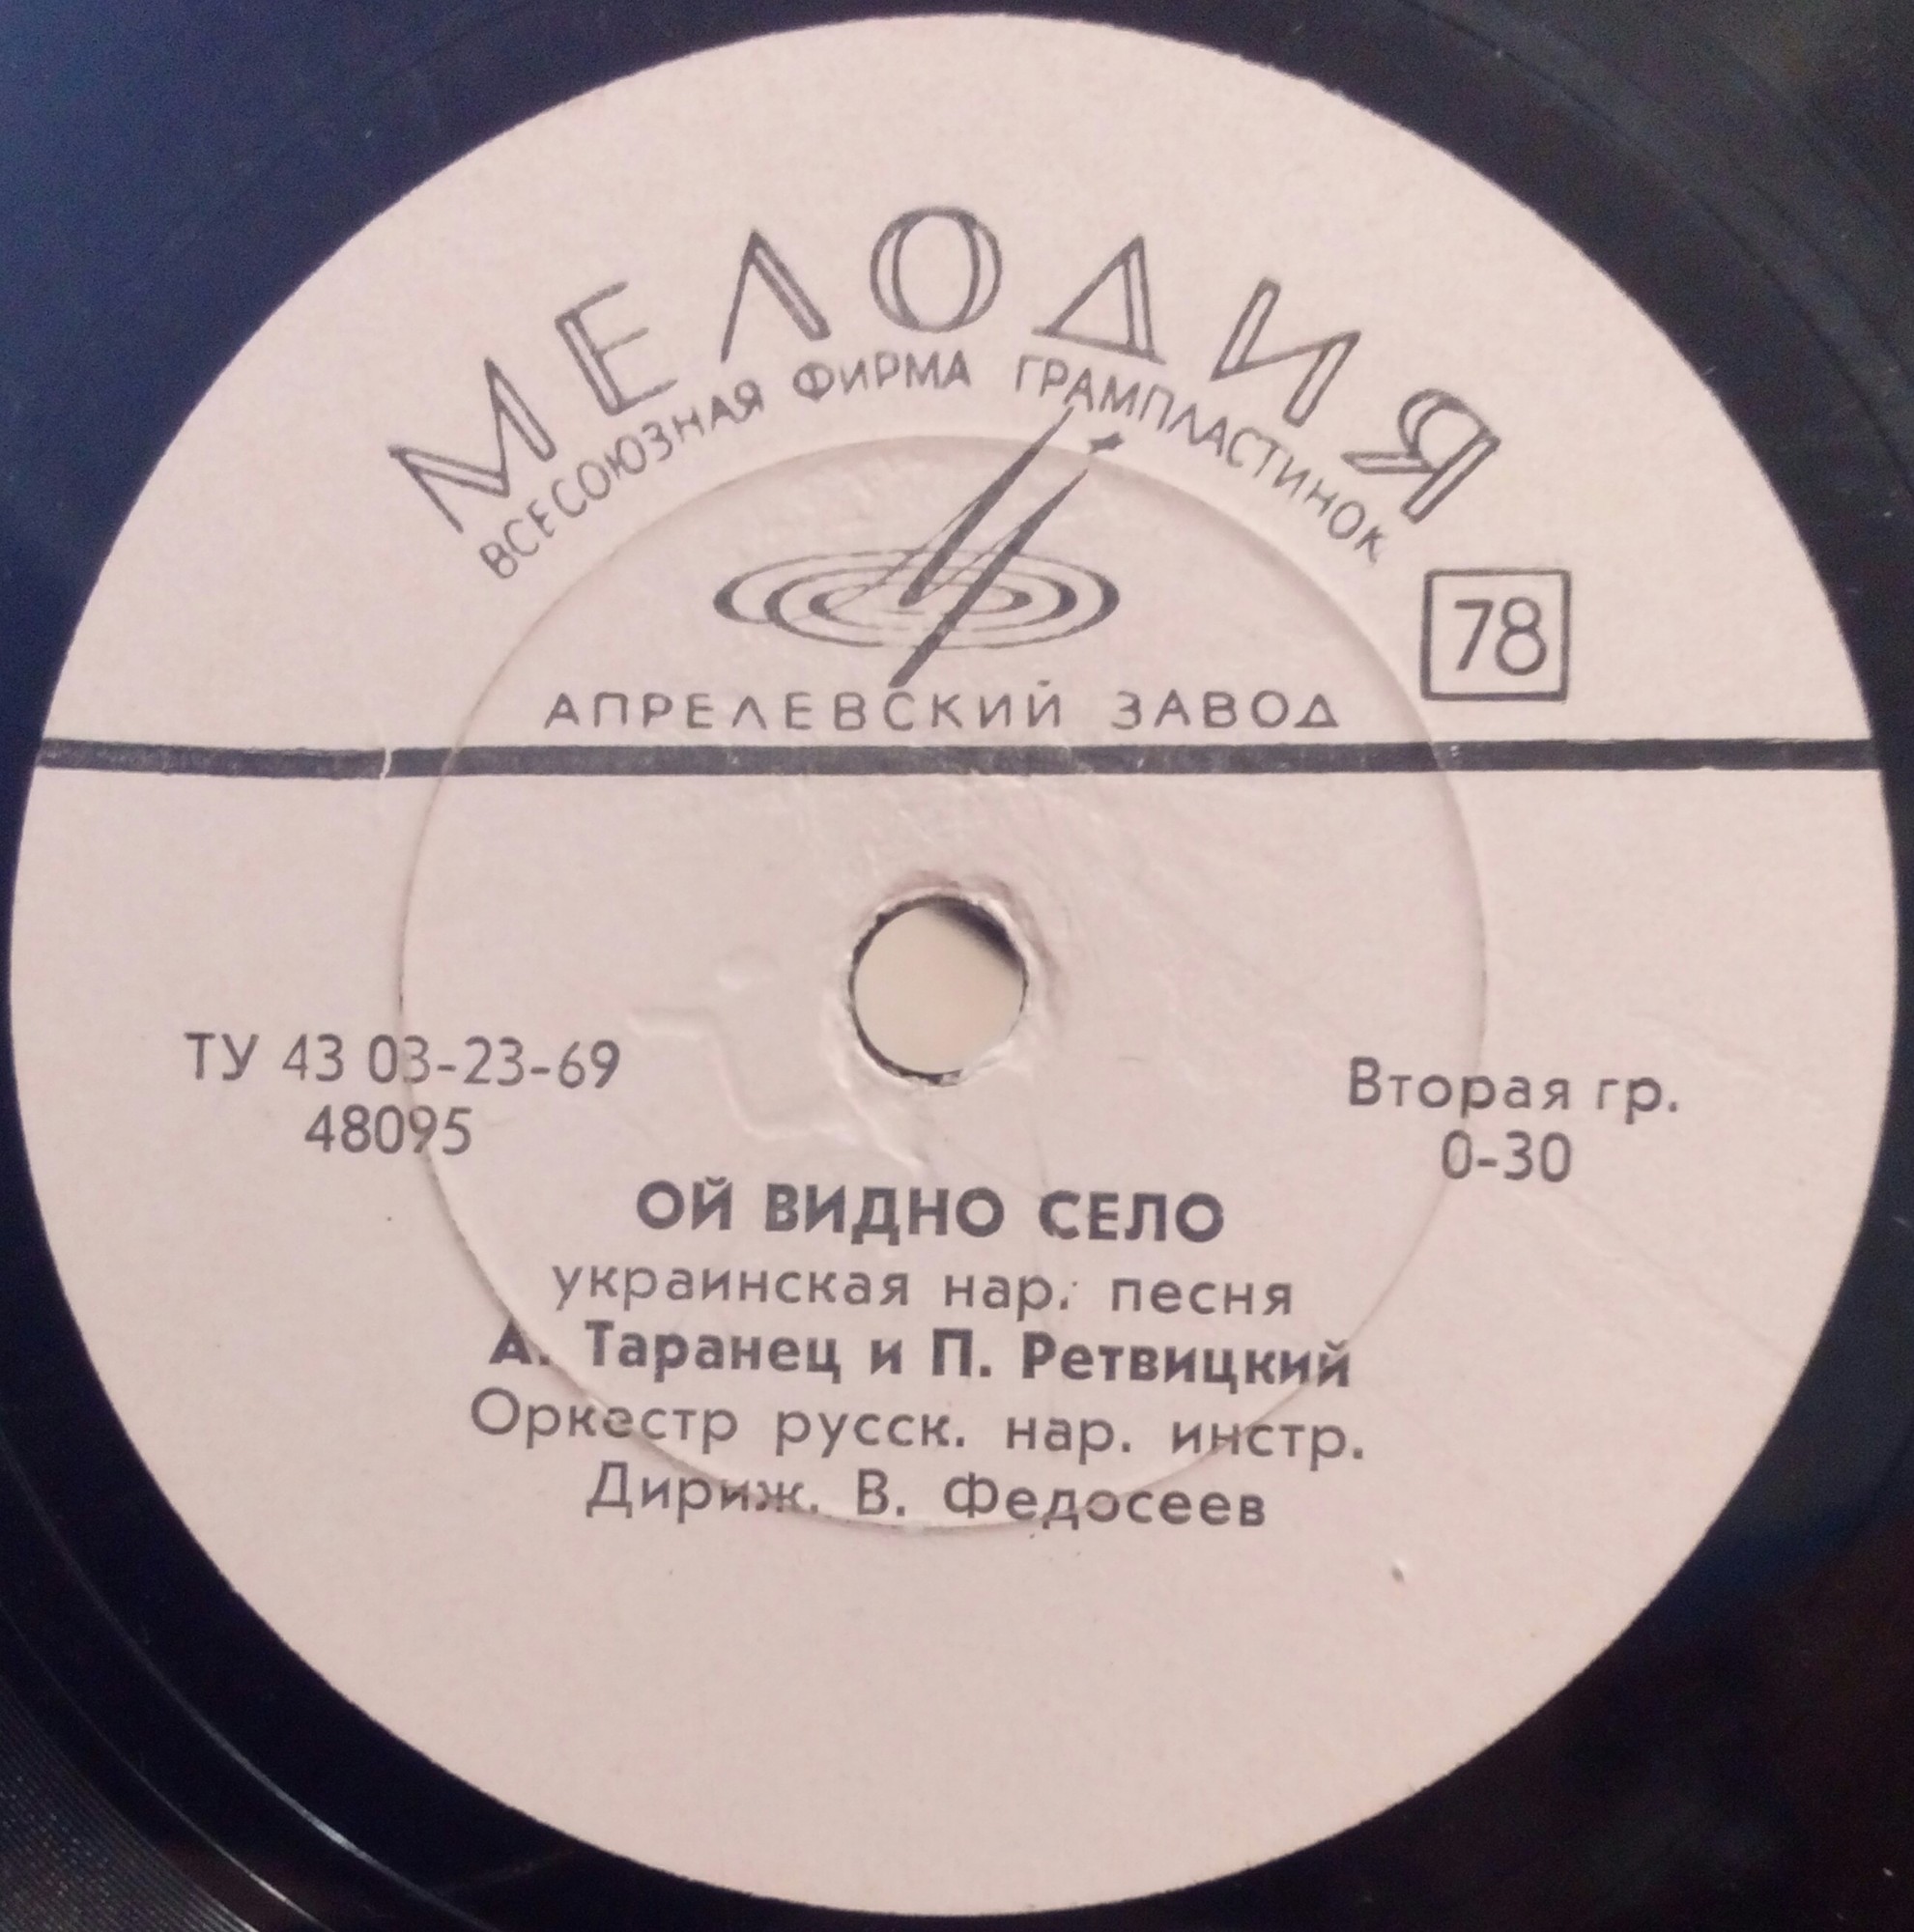 МЕЛОДИЯ
ВСЕСОЮЗНАЯ ФИРМА ГРАМПЛАСТИНОК
78
АПРЕЛЕВСКИЙ ЗАВОД
ТУ 43 03-23-69
48095
Вторая гр.
0-30
ОЙ ВИДНО СЕЛО
украинская нар. песня
А. Таранец и П. Ретвицкий
Оркестр русск. нар. инстр.
Дириж. В. Федосеев